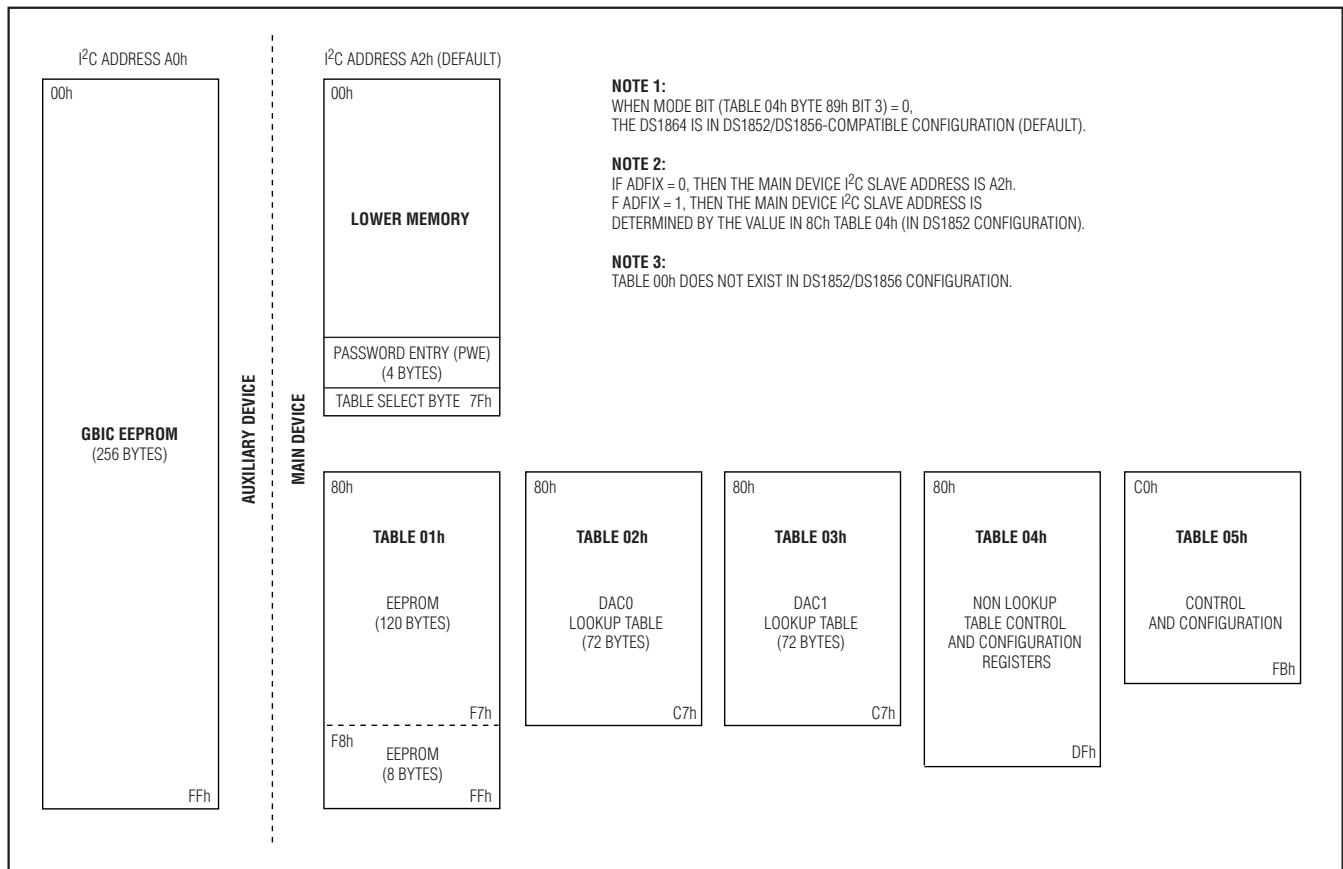 I²C ADDRESS A0h
00h
GBIC EEPROM
(256 BYTES)
FFh
AUXILIARY DEVICE
MAIN DEVICE
I²C ADDRESS A2h (DEFAULT)
00h
LOWER MEMORY
PASSWORD ENTRY (PWE)
(4 BYTES)
TABLE SELECT BYTE 7Fh
NOTE 1:
WHEN MODE BIT (TABLE 04h BYTE 89h BIT 3) = 0,
THE DS1864 IS IN DS1852/DS1856-COMPATIBLE CONFIGURATION (DEFAULT).
NOTE 2:
IF ADFIX = 0, THEN THE MAIN DEVICE I²C SLAVE ADDRESS IS A2h.
F ADFIX = 1, THEN THE MAIN DEVICE I²C SLAVE ADDRESS IS
DETERMINED BY THE VALUE IN 8Ch TABLE 04h (IN DS1852 CONFIGURATION).
NOTE 3:
TABLE 00h DOES NOT EXIST IN DS1852/DS1856 CONFIGURATION.
80h
TABLE 01h
EEPROM
(120 BYTES)
F7h
F8h
EEPROM
(8 BYTES)
FFh
80h
TABLE 02h
DAC0
LOOKUP TABLE
(72 BYTES)
C7h
80h
TABLE 03h
DAC1
LOOKUP TABLE
(72 BYTES)
C7h
80h
TABLE 04h
NON LOOKUP
TABLE CONTROL
AND CONFIGURATION
REGISTERS
DFh
C0h
TABLE 05h
CONTROL
AND CONFIGURATION
FBh